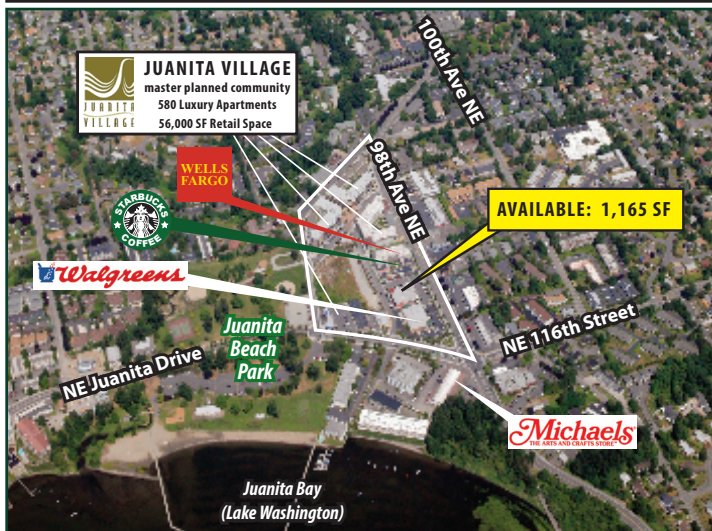 100th Ave NE
JUANITA VILLAGE
master planned community
580 Luxury Apartments
56,000 SF Retail Space
JUANITA
VILLAGE
98th Ave NE
WELLS
FARGO
STARBUCKS
COFFEE
AVAILABLE: 1,165 SF
Walgreens
Juanita
Beach
Park
NE Juanita Drive
NE 116th Street
Michaels
THE ARTS AND CRAFTS STORE
Juanita Bay
(Lake Washington)